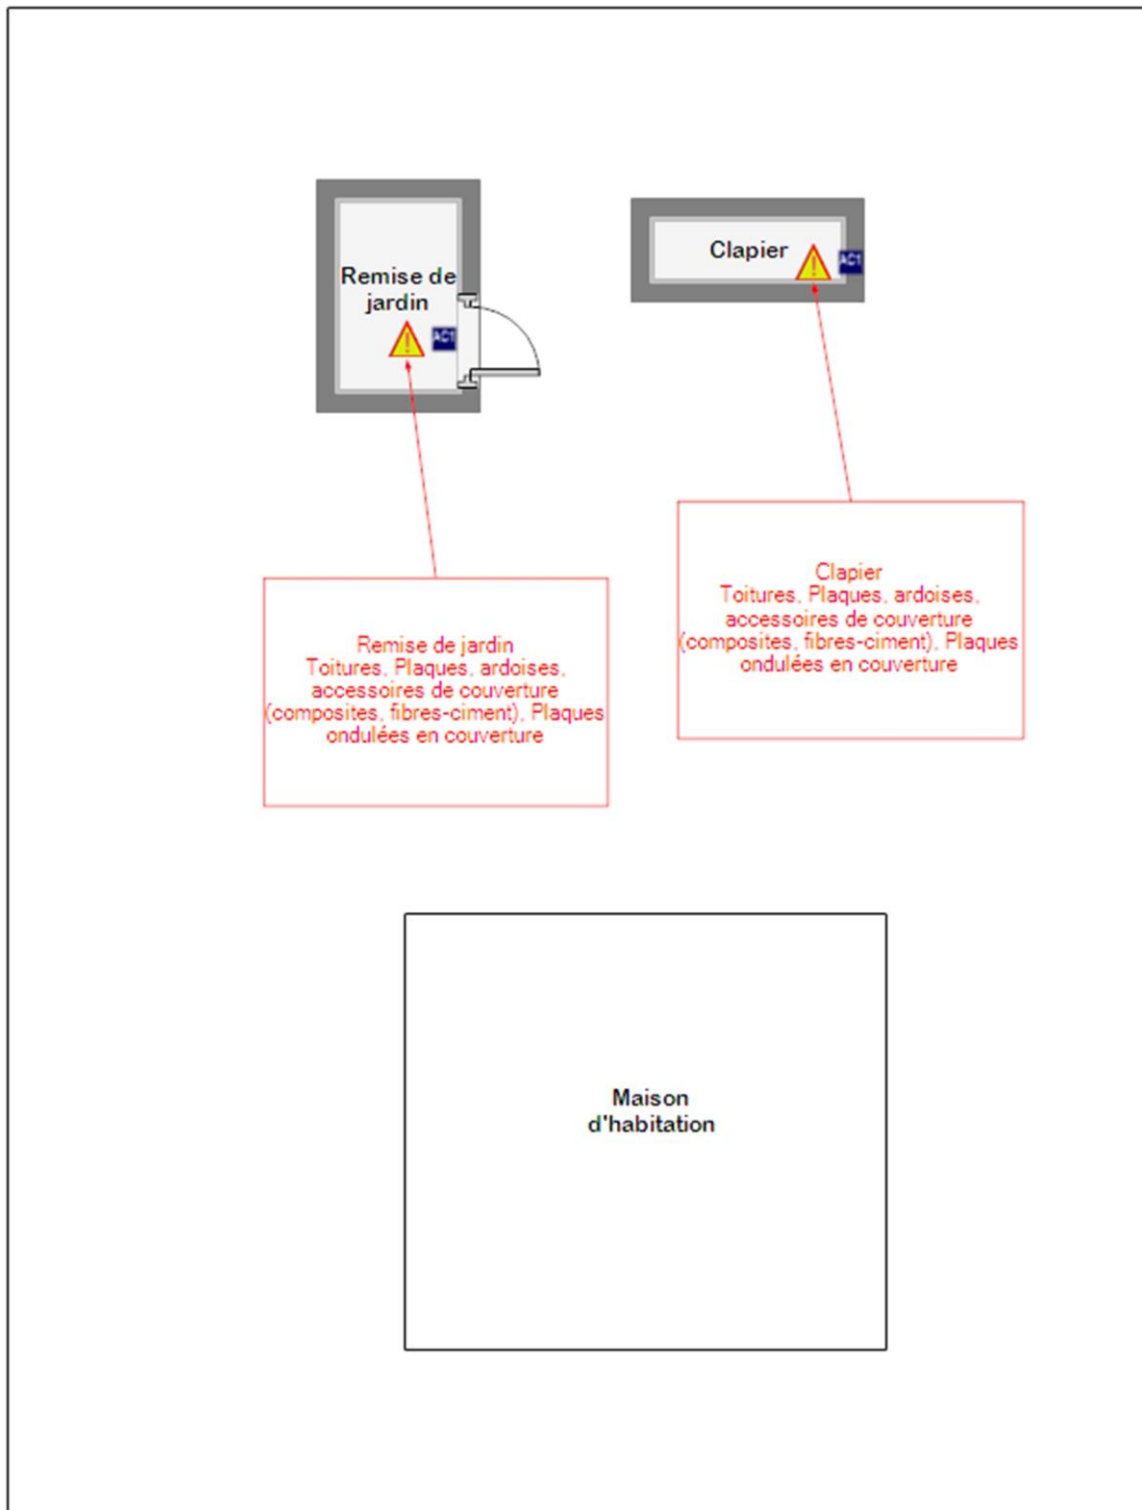 Remise de
jardin
AC1
Clapier
AC1
Clapier
Toitures, Plaques, ardoises,
accessoires de couverture
(composites, fibres-ciment), Plaques
ondulées en couverture
Remise de jardin
Toitures, Plaques, ardoises,
accessoires de couverture
(composites, fibres-ciment), Plaques
ondulées en couverture
Maison
d'habitation